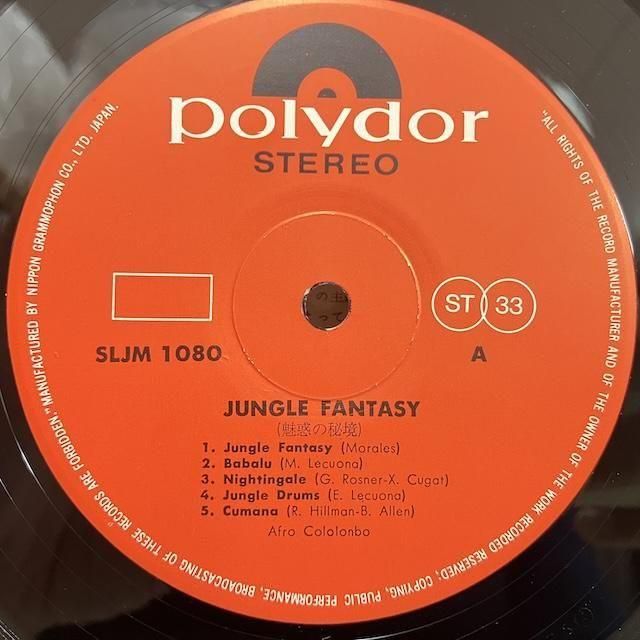 polydor
STEREO
ST 33
SLJM 1080
A
JUNGLE FANTASY
(魅惑の秘境)
1. Jungle Fantasy (Morales)
2. Babalu (M. Lecuona)
3. Nightingale (G. Rosner-X. Cugat)
4. Jungle Drums (E. Lecuona)
5. Cumana (R. Hillman-B. Allen)
Afro Cololonbo
"ALL RIGHTS OF THE RECORD MANUFACTURER AND OF THE OWNER OF THE WORK RECORDED RESERVED; COPYING, PUBLIC PERFORMANCE, BROADCASTING OF THESE RECORDS ARE FORBIDDEN." MANUFACTURED BY NIPPON GRAMMOPHON CO., LTD. JAPAN.